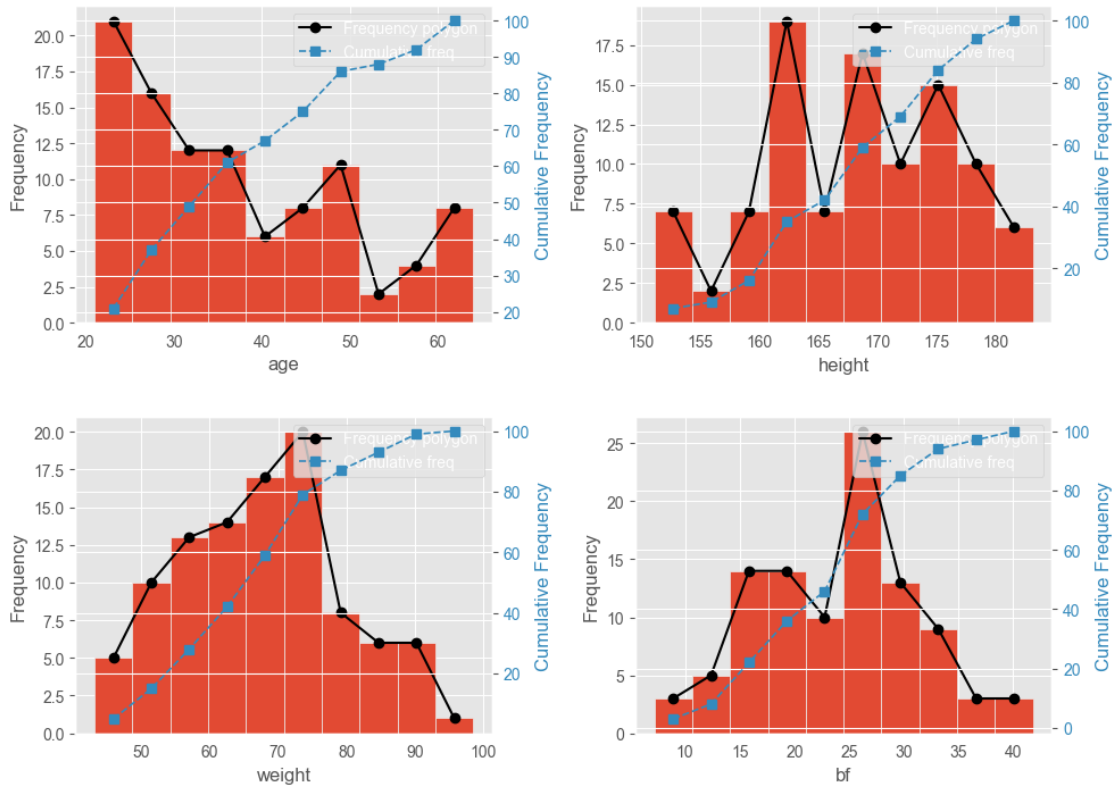 Frequency polygon
Cumulative freq
20.0
17.5
15.0
12.5
10.0
7.5
5.0
2.5
0.0
Frequency
20 30 40 50 60
age
100
90
80
70
60
50
40
30
20
Cumulative Frequency
Frequency polygon
Cumulative freq
17.5
15.0
12.5
10.0
7.5
5.0
2.5
0.0
Frequency
150 155 160 165 170 175 180
height
100
80
60
40
20
Cumulative Frequency
Frequency polygon
Cumulative freq
20.0
17.5
15.0
12.5
10.0
7.5
5.0
2.5
0.0
Frequency
50 60 70 80 90 100
weight
100
80
60
40
20
Cumulative Frequency
Frequency polygon
Cumulative freq
25
20
15
10
5
0
Frequency
10 15 20 25 30 35 40
bf
100
80
60
40
20
0
Cumulative Frequency